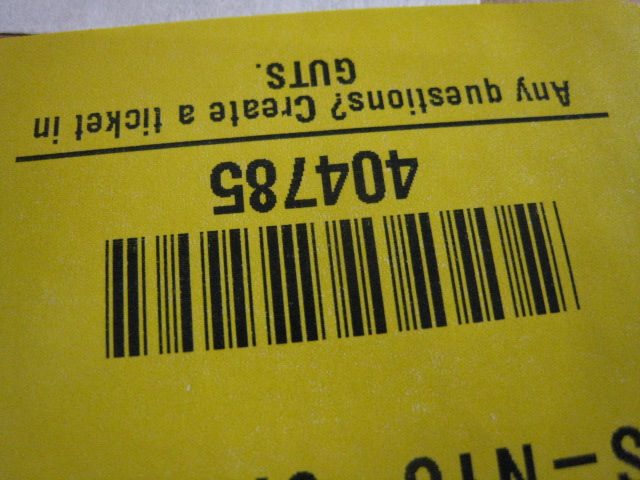 404785
Any questions? Create a ticket in
GUTS.